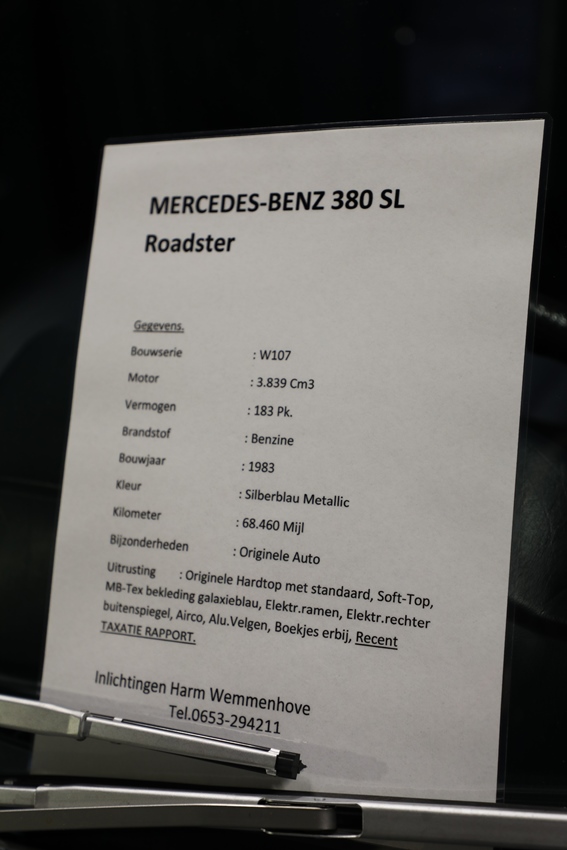 MERCEDES-BENZ 380 SL
Roadster
Gegevens.
Bouwserie : W107
Motor : 3.839 Cm3
Vermogen : 183 Pk.
Brandstof : Benzine
Bouwjaar : 1983
Kleur : Silberblau Metallic
Kilometer : 68.460 Mijl
Bijzonderheden : Originele Auto
Uitrusting : Originele Hardtop met standaard, Soft-Top,
MB-Tex bekleding galaxieblau, Elektr.ramen, Elektr.rechter
buitenspiegel, Airco, Alu.Velgen, Boekjes erbij, Recent
TAXATIE RAPPORT.
Inlichtingen Harm Wemmenhove
Tel.0653-294211